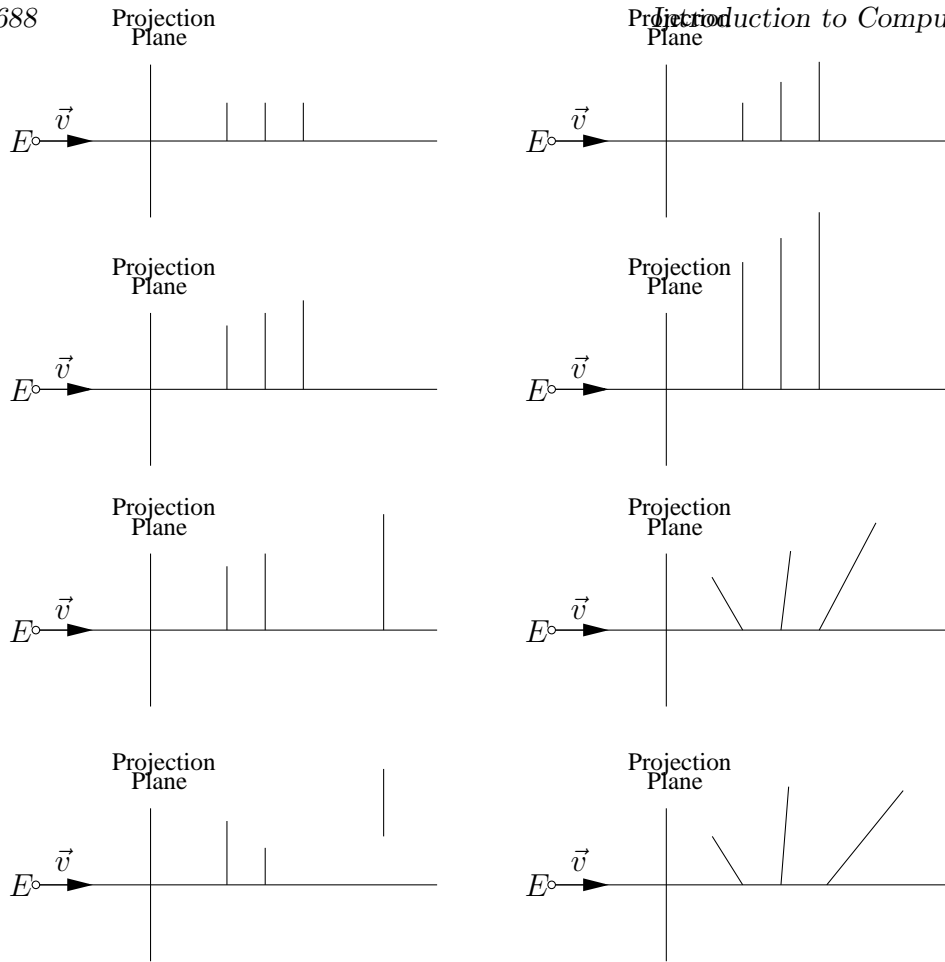 688
Introduction to Compu
Projection
Plane
v⃗
E
Projection
Plane
v⃗
E
Projection
Plane
v⃗
E
Projection
Plane
v⃗
E
Projection
Plane
v⃗
E
Projection
Plane
v⃗
E
Projection
Plane
v⃗
E
Projection
Plane
v⃗
E